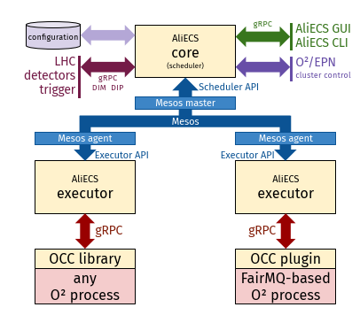 configuration
AliECS
core
(scheduler)
gRPC
AliECS GUI
AliECS CLI
LHC
detectors
trigger
gRPC
DIM DIP
O²/EPN
cluster control
Scheduler API
Mesos master
Mesos
Mesos agent
Mesos agent
Executor API
Executor API
AliECS
executor
AliECS
executor
gRPC
gRPC
OCC library
any
O² process
OCC plugin
FairMQ-based
O² process